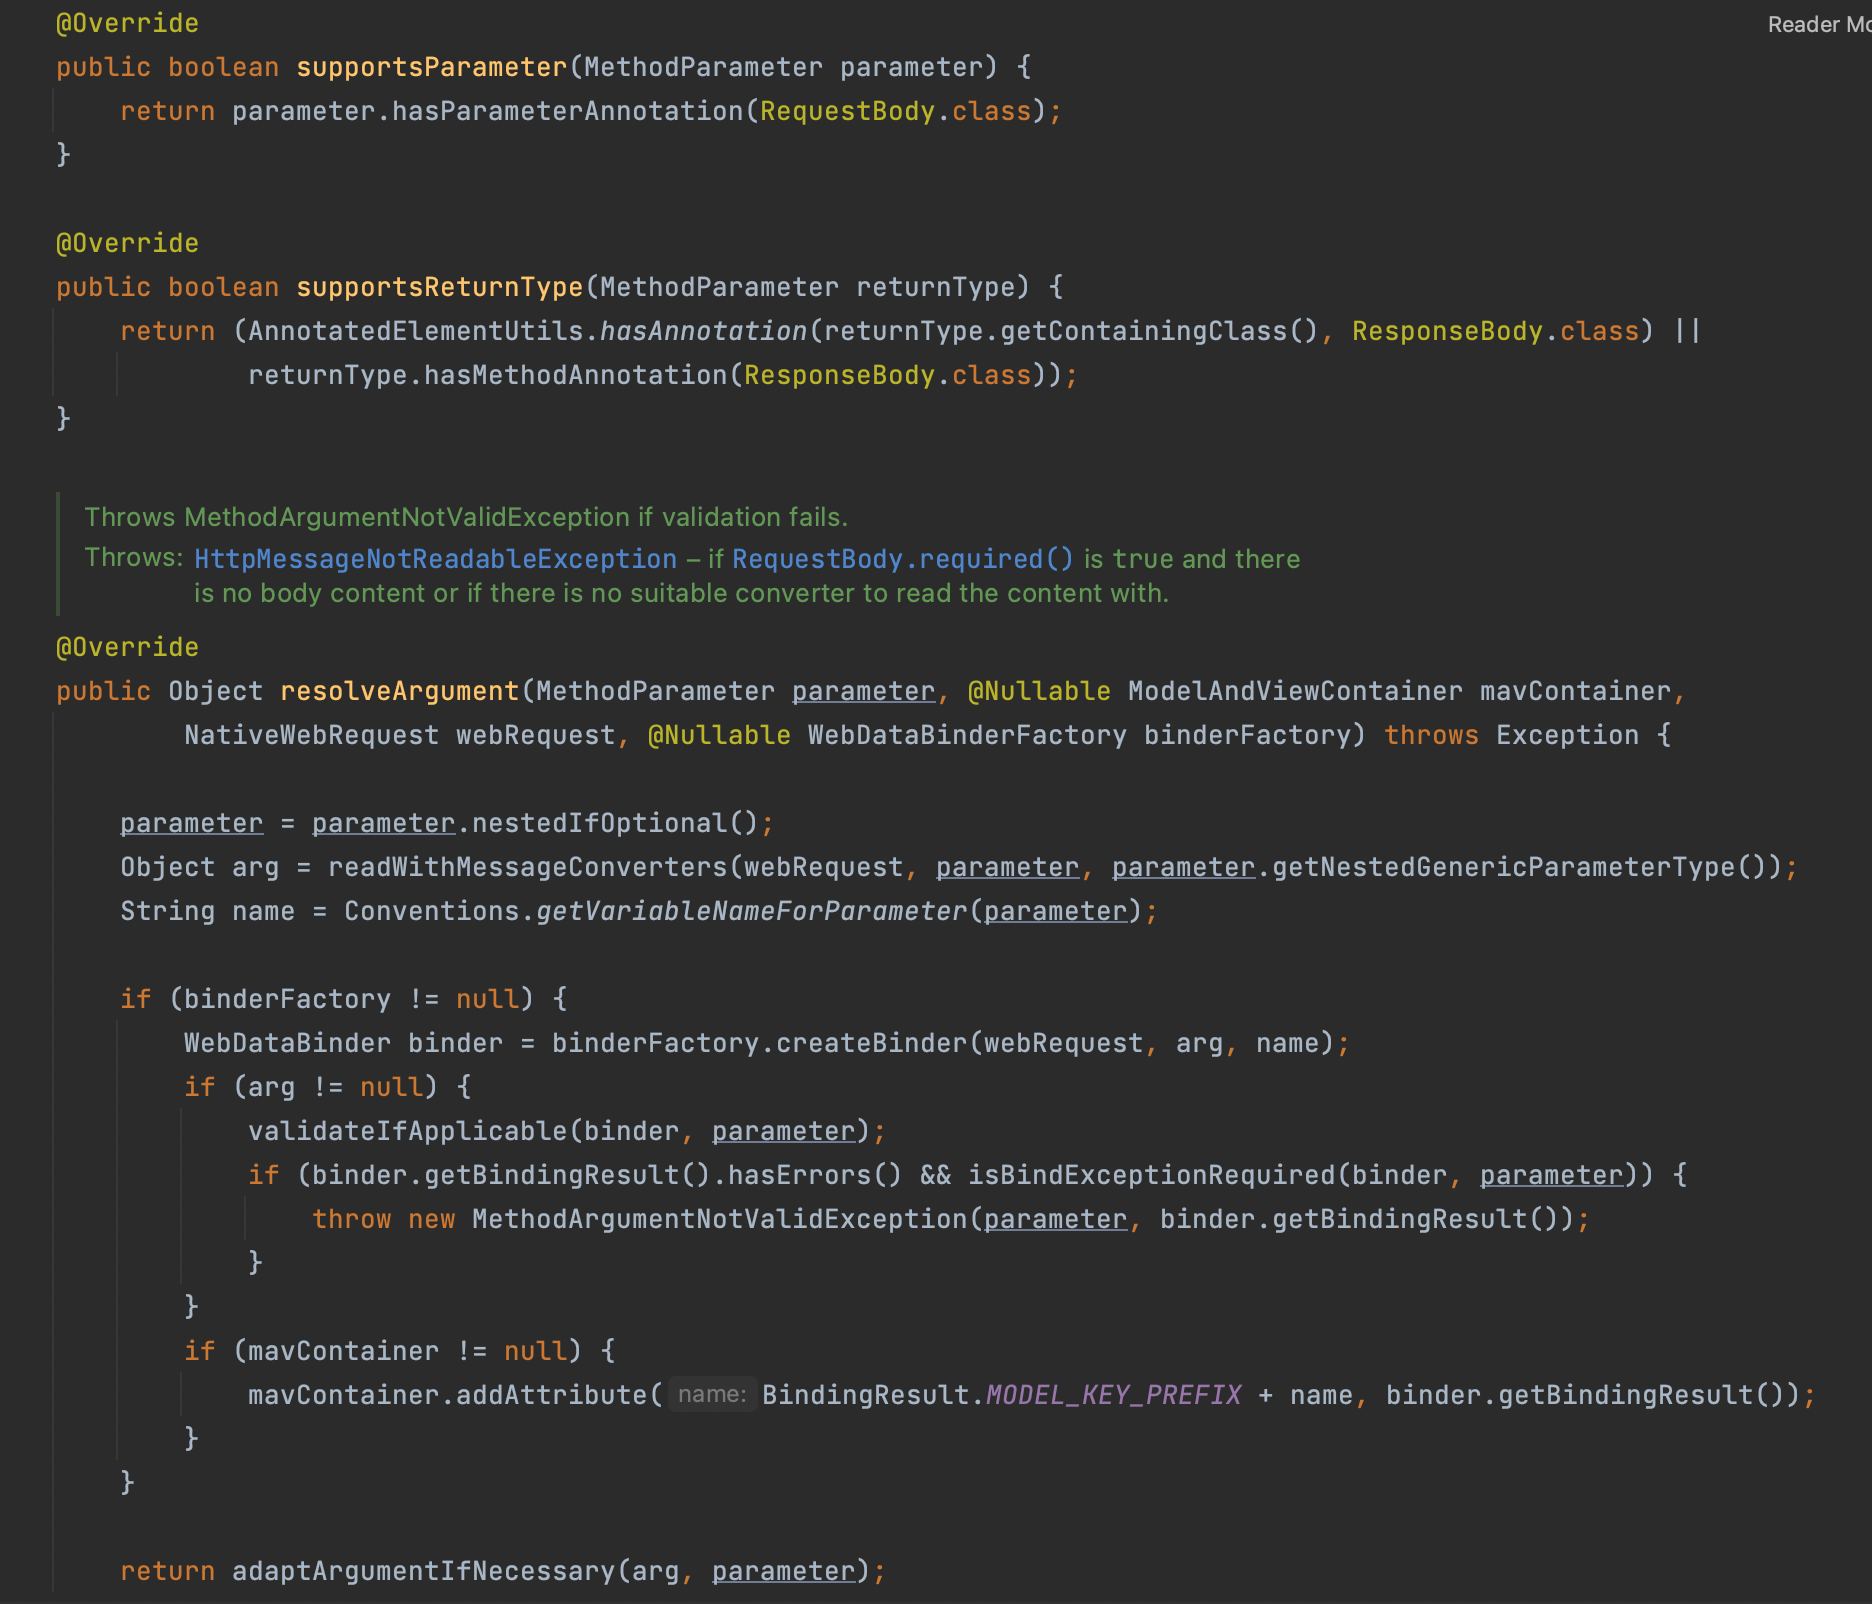 @Override
Reader Mo
public boolean supportsParameter(MethodParameter parameter) {
    return parameter.hasParameterAnnotation(RequestBody.class);
}

@Override
public boolean supportsReturnType(MethodParameter returnType) {
    return (AnnotatedElementUtils.hasAnnotation(returnType.getContainingClass(), ResponseBody.class) ||
            returnType.hasMethodAnnotation(ResponseBody.class));
}

Throws MethodArgumentNotValidException if validation fails.
Throws: HttpMessageNotReadableException – if RequestBody.required() is true and there
is no body content or if there is no suitable converter to read the content with.
@Override
public Object resolveArgument(MethodParameter parameter, @Nullable ModelAndViewContainer mavContainer,
        NativeWebRequest webRequest, @Nullable WebDataBinderFactory binderFactory) throws Exception {

    parameter = parameter.nestedIfOptional();
    Object arg = readWithMessageConverters(webRequest, parameter, parameter.getNestedGenericParameterType());
    String name = Conventions.getVariableNameForParameter(parameter);

    if (binderFactory != null) {
        WebDataBinder binder = binderFactory.createBinder(webRequest, arg, name);
        if (arg != null) {
            validateIfApplicable(binder, parameter);
            if (binder.getBindingResult().hasErrors() && isBindExceptionRequired(binder, parameter)) {
                throw new MethodArgumentNotValidException(parameter, binder.getBindingResult());
            }
        }
        if (mavContainer != null) {
            mavContainer.addAttribute( name: BindingResult.MODEL_KEY_PREFIX + name, binder.getBindingResult());
        }
    }

    return adaptArgumentIfNecessary(arg, parameter);